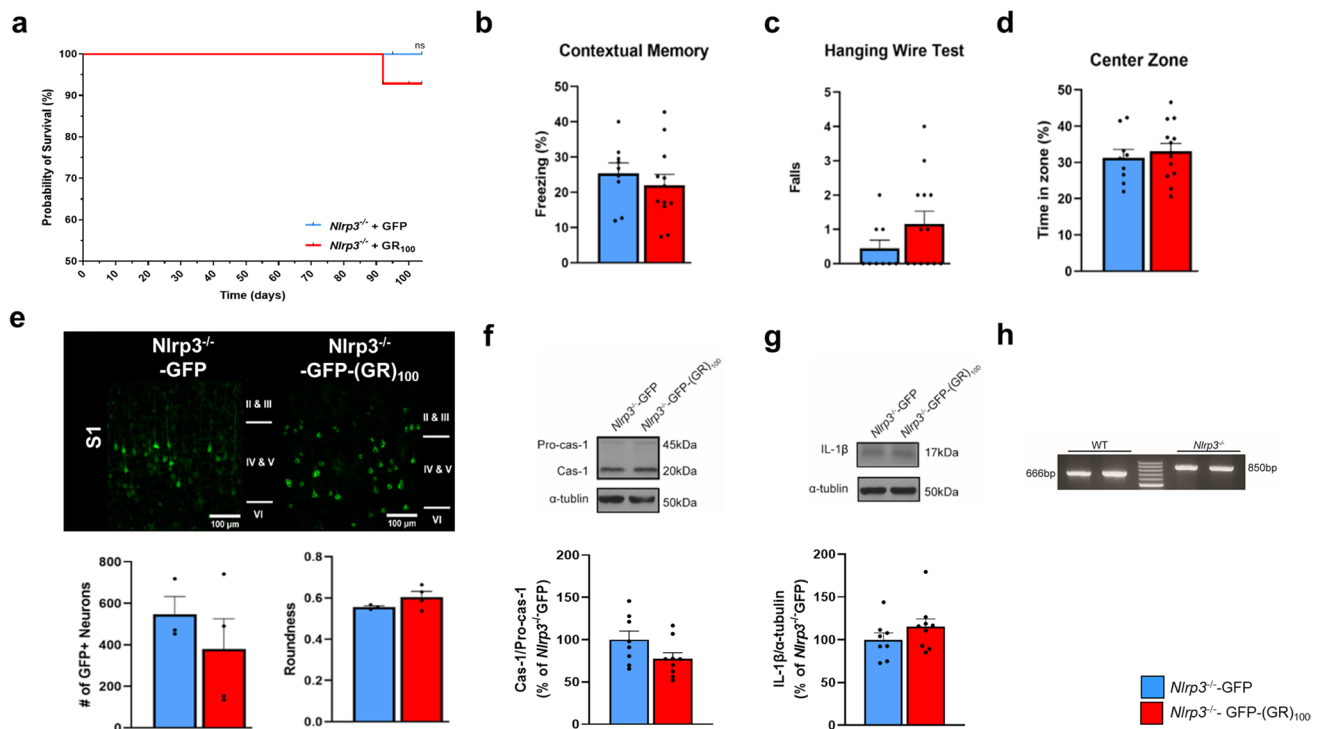 a
Probability of Survival (%)
100
90
80
70
60
50
ns
Nlrp3-/- + GFP
Nlrp3-/- + GR100
0 10 20 30 40 50 60 70 80 90 100
Time (days)
b
Contextual Memory
Freezing (%)
50
40
30
20
10
0
c
Hanging Wire Test
Falls
5
4
3
2
1
0
d
Center Zone
Time in zone (%)
50
40
30
20
10
0
e
Nlrp3-/-
-GFP
Nlrp3-/-
-GFP-(GR)100
S1
II & III
IV & V
VI
100 µm
II & III
IV & V
VI
100 µm
# of GFP+ Neurons
800
600
400
200
0
Roundness
0.8
0.6
0.4
0.2
0.0
f
Nlrp3-/--GFP
Nlrp3-/--GFP-(GR)100
Pro-cas-1
45kDa
Cas-1
20kDa
α-tublin
50kDa
Cas-1/Pro-cas-1
(% of Nlrp3-/-GFP)
200
150
100
50
0
g
Nlrp3-/--GFP
Nlrp3-/--GFP-(GR)100
IL-1β
17kDa
α-tublin
50kDa
IL-1β/α-tubulin
(% of Nlrp3-/-GFP)
200
150
100
50
0
h
WT
Nlrp3-/-
666bp
850bp
Nlrp3-/--GFP
Nlrp3-/-- GFP-(GR)100